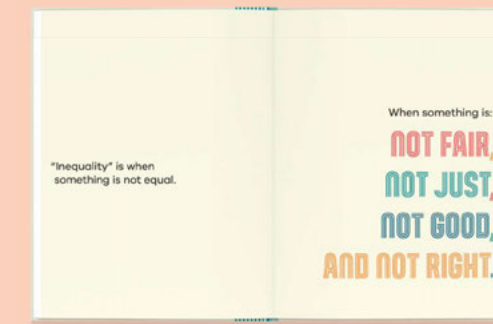 "Inequality" is when
something is not equal.
When something is:
NOT FAIR,
NOT JUST,
NOT GOOD,
AND NOT RIGHT.